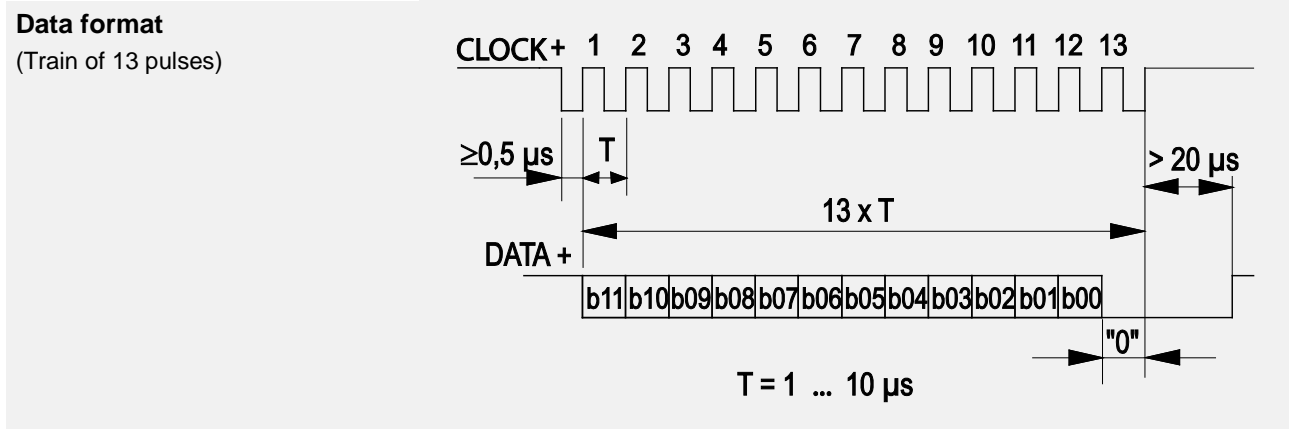 Data format
(Train of 13 pulses)
CLOCK+ 1 2 3 4 5 6 7 8 9 10 11 12 13
≥0,5 µs T > 20 µs
13 x T
DATA +
b11 b10 b09 b08 b07 b06 b05 b04 b03 b02 b01 b00
"0"
T = 1 ... 10 µs